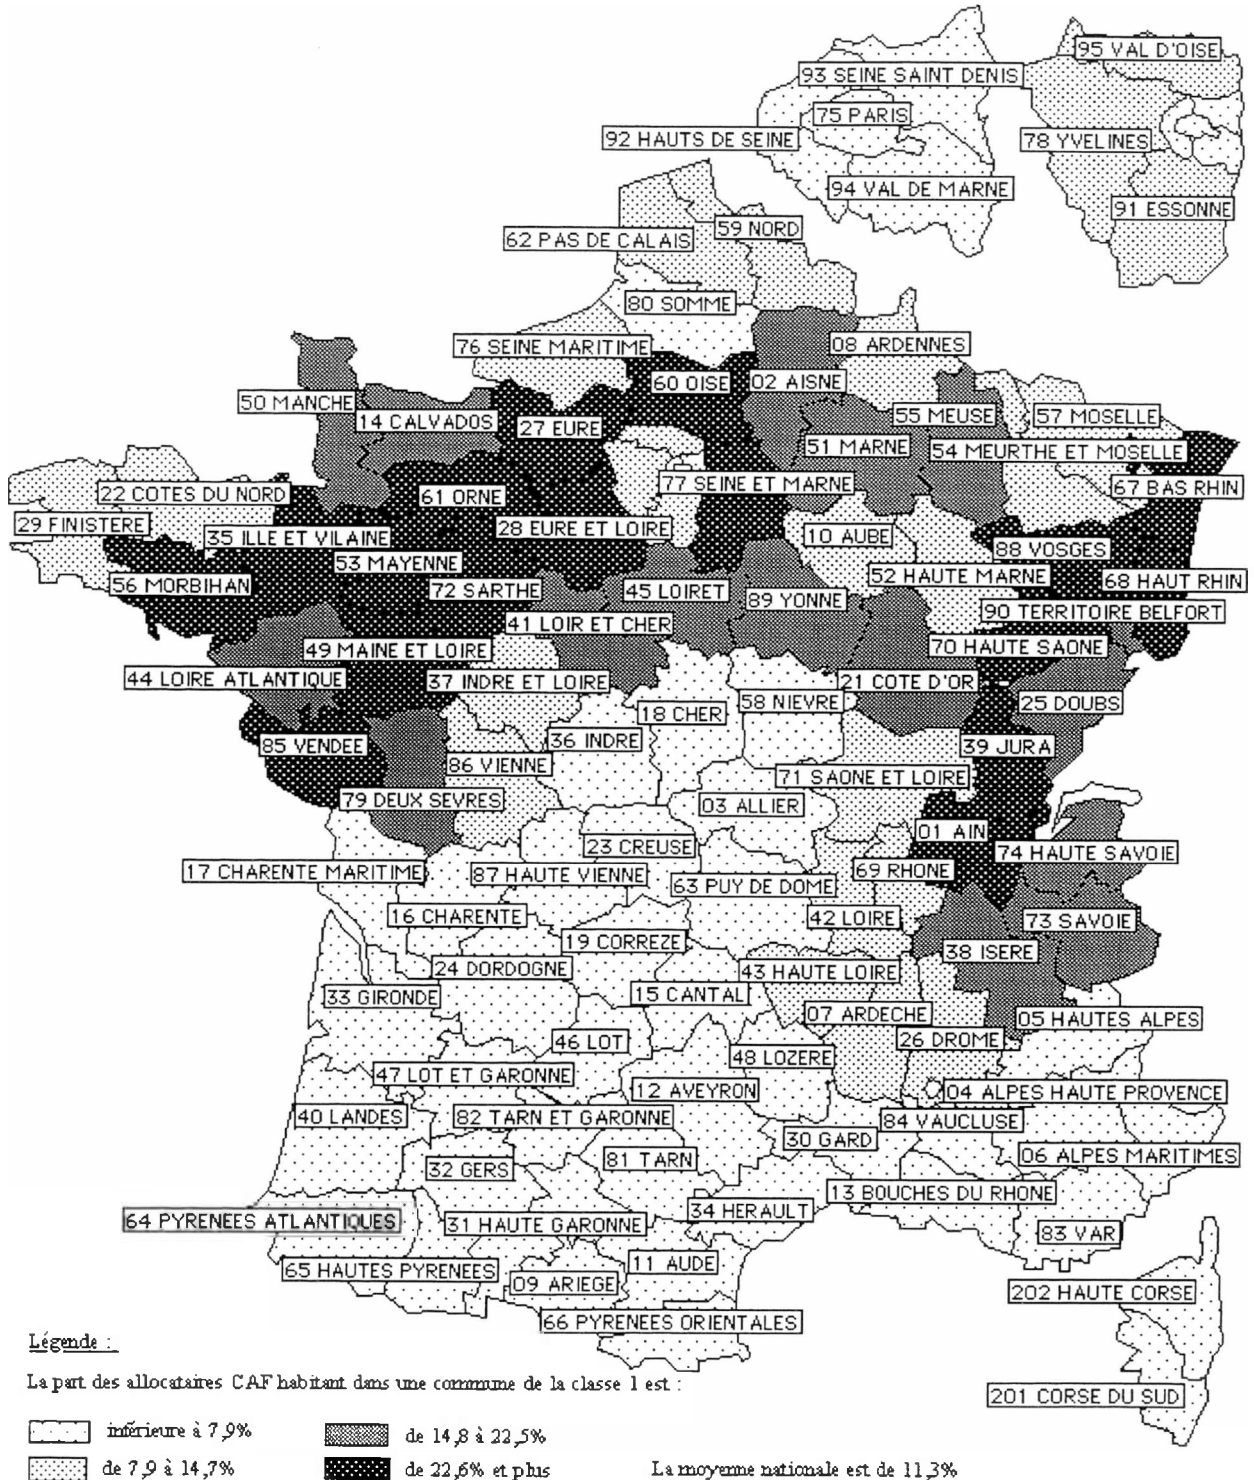 95 VAL D'OISE
93 SEINE SAINT DENIS
75 PARIS
92 HAUTS DE SEINE
78 YVELINES
94 VAL DE MARNE
91 ESSONNE
59 NORD
62 PAS DE CALAIS
80 SOMME
76 SEINE MARITIME
08 ARDENNES
60 OISE
02 AISNE
50 MANCHE
14 CALVADOS
27 EURE
55 MEUSE
57 MOSELLE
51 MARNE
54 MEURTHE ET MOSELLE
22 COTES DU NORD
61 ORNE
77 SEINE ET MARNE
67 BAS RHIN
29 FINISTERE
35 ILLE ET VILAINE
28 EURE ET LOIRE
10 AUBE
88 VOSGES
53 MAYENNE
56 MORBIHAN
72 SARTHE
45 LOIRET
89 YONNE
52 HAUTE MARNE
68 HAUT RHIN
90 TERRITOIRE BELFORT
41 LOIR ET CHER
49 MAINE ET LOIRE
70 HAUTE SAONE
44 LOIRE ATLANTIQUE
37 INDRE ET LOIRE
21 COTE D'OR
58 NIEVRE
25 DOUBS
18 CHER
85 VENDEE
36 INDRE
39 JURA
86 VIENNE
71 SAONE ET LOIRE
79 DEUX SEVRES
03 ALLIER
01 AIN
23 CREUSE
74 HAUTE SAVOIE
17 CHARENTE MARITIME
87 HAUTE VIENNE
69 RHONE
63 PUY DE DOME
16 CHARENTE
42 LOIRE
73 SAVOIE
19 CORREZE
38 ISERE
24 DORDOGNE
43 HAUTE LOIRE
33 GIRONDE
15 CANTAL
07 ARDECHE
05 HAUTES ALPES
46 LOT
26 DROME
48 LOZERE
47 LOT ET GARONNE
12 AVEYRON
04 ALPES HAUTE PROVENCE
40 LANDES
82 TARN ET GARONNE
84 VAUCLUSE
30 GARD
81 TARN
06 ALPES MARITIMES
32 GERS
13 BOUCHES DU RHONE
34 HERAULT
64 PYRENEES ATLANTIQUES
31 HAUTE GARONNE
83 VAR
11 AUDE
65 HAUTES PYRENEES
09 ARIEGE
202 HAUTE CORSE
66 PYRENEES ORIENTALES
201 CORSE DU SUD
Légende :
La part des allocataires CAF habitant dans une commune de la classe 1 est :
inférieure à 7,9%
de 14,8 à 22,5%
de 7,9 à 14,7%
de 22,6% et plus
La moyenne nationale est de 11,3%